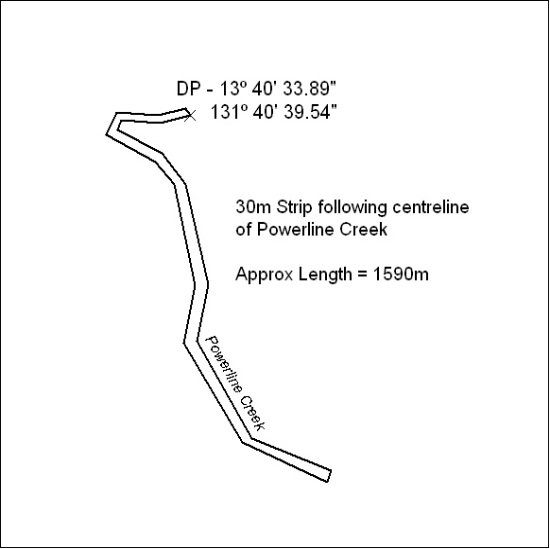 DP - 13º 40' 33.89"
131º 40' 39.54"
30m Strip following centreline
of Powerline Creek
Approx Length = 1590m
Powerline Creek